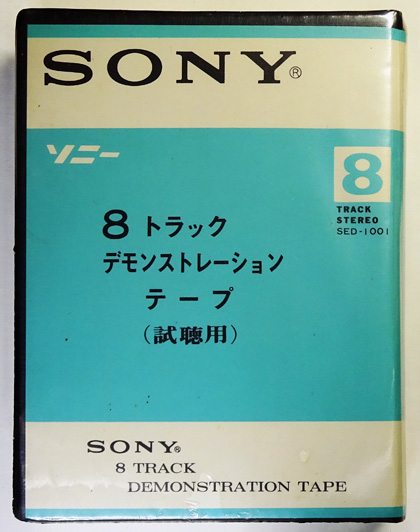 SONY®
ソニー
8
TRACK
STEREO
SED-1001
8 トラック
デモンストレーション
テープ
(試聴用)
SONY®
8 TRACK
DEMONSTRATION TAPE